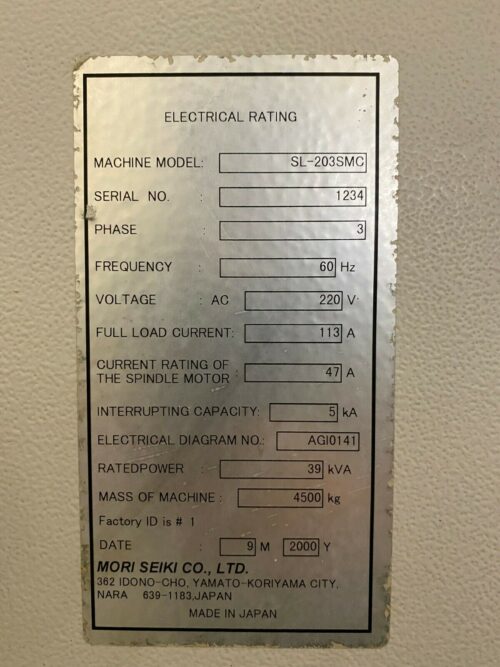 ELECTRICAL RATING
MACHINE MODEL: SL-203SMC
SERIAL NO. : 1234
PHASE : 3
FREQUENCY : 60 Hz
VOLTAGE : AC 220 V
FULL LOAD CURRENT: 113 A
CURRENT RATING OF
THE SPINDLE MOTOR : 47 A
INTERRUPTING CAPACITY: 5 kA
ELECTRICAL DIAGRAM NO.: AGI0141
RATEDPOWER : 39 kVA
MASS OF MACHINE : 4500 kg
Factory ID is # 1
DATE : 9 M 2000 Y
MORI SEIKI CO., LTD.
362 IDONO-CHO, YAMATO-KORIYAMA CITY,
NARA 639-1183,JAPAN
MADE IN JAPAN